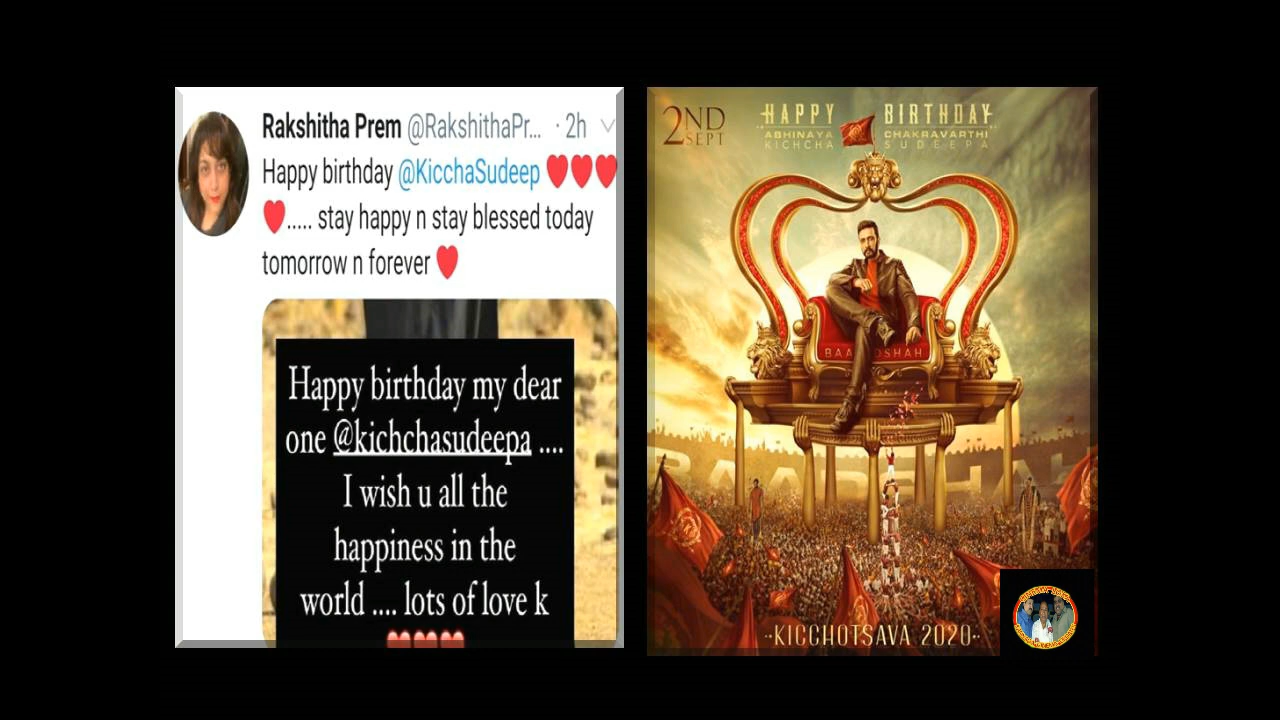 Rakshitha Prem @RakshithaPr... · 2h
Happy birthday @KicchaSudeep ❤❤❤
❤..... stay happy n stay blessed today
tomorrow n forever ❤
Happy birthday my dear
one @kichchasudeepa ....
I wish u all the
happiness in the
world .... lots of love k
❤❤❤
2ND
SEPT
HAPPY BIRTHDAY
ABHINAYA CHAKRAVARTHI
KICHCHA SUDEEPA
BAADSHAH
BAADSHAH
·KICCHOTSAVA 2020·